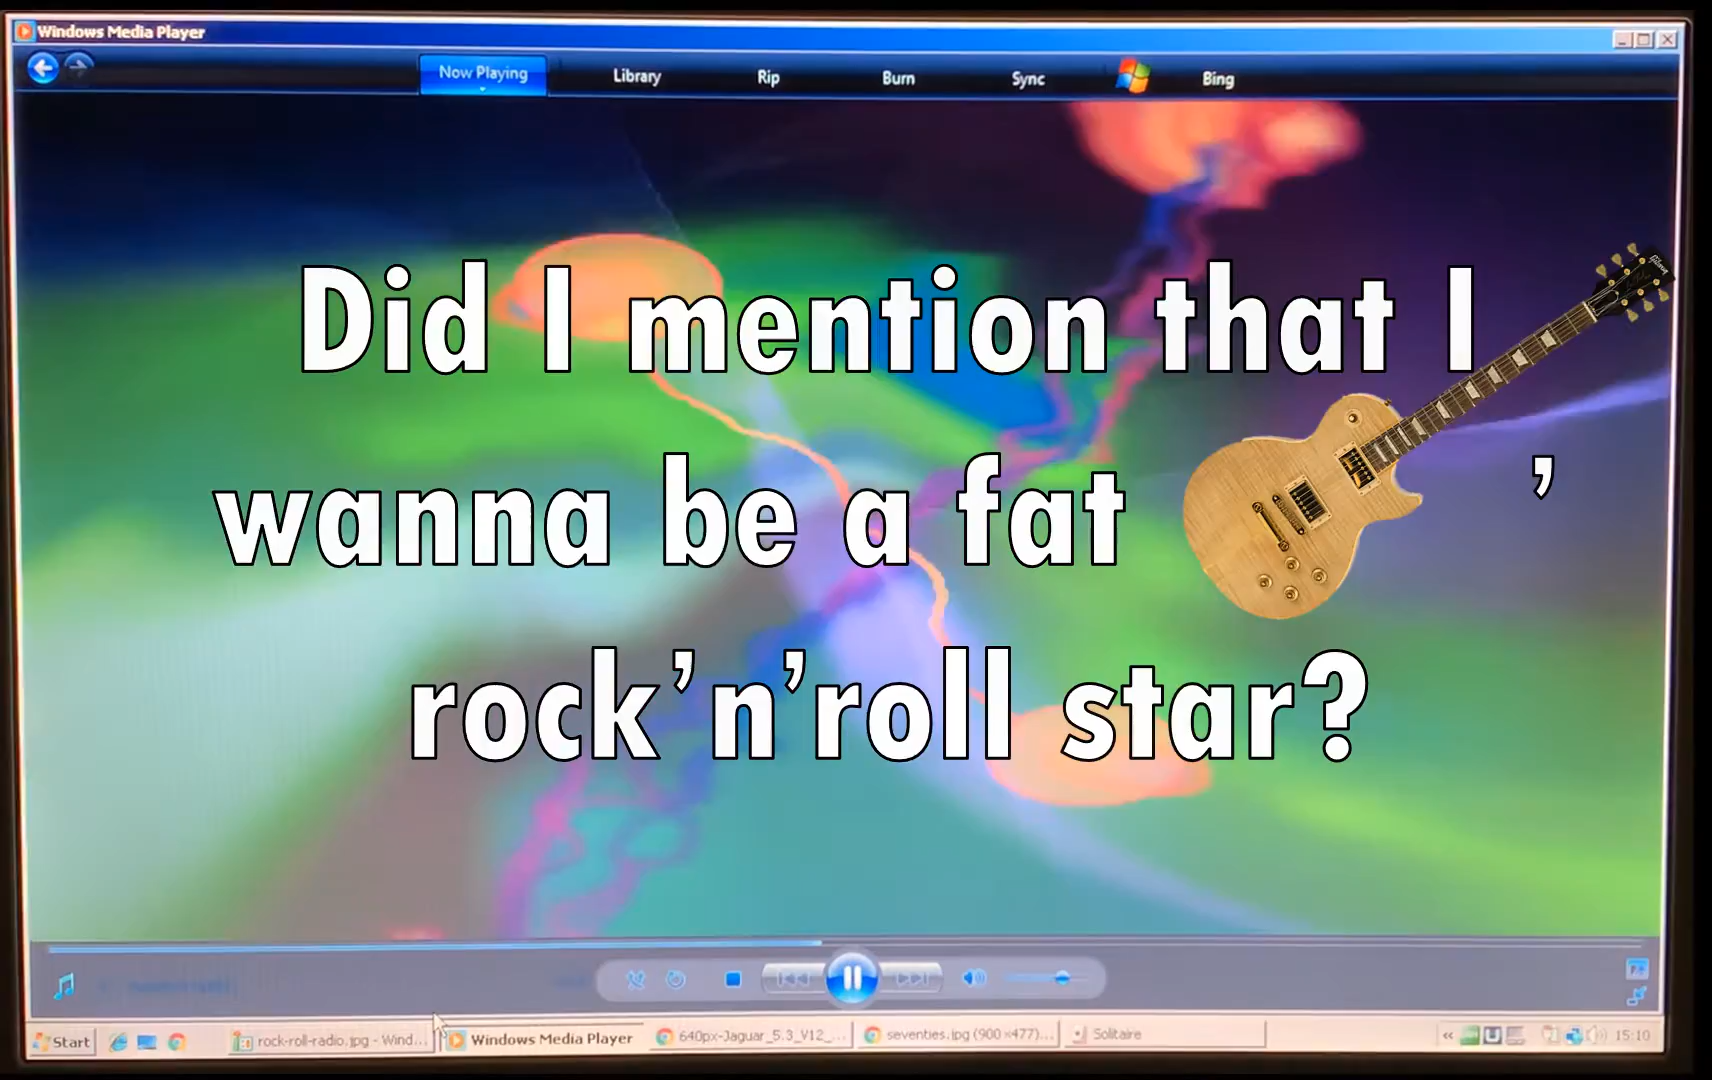 Windows Media Player
Now Playing Library Rip Burn Sync Bing
Did I mention that I
wanna be a fat ’
rock’n’roll star?
Gibson
Start rock-roll-radio.jpg - Wind... Windows Media Player 640px-Jaguar_5.3_V12_... seventies.jpg (900×477)... Solitaire « 15:10